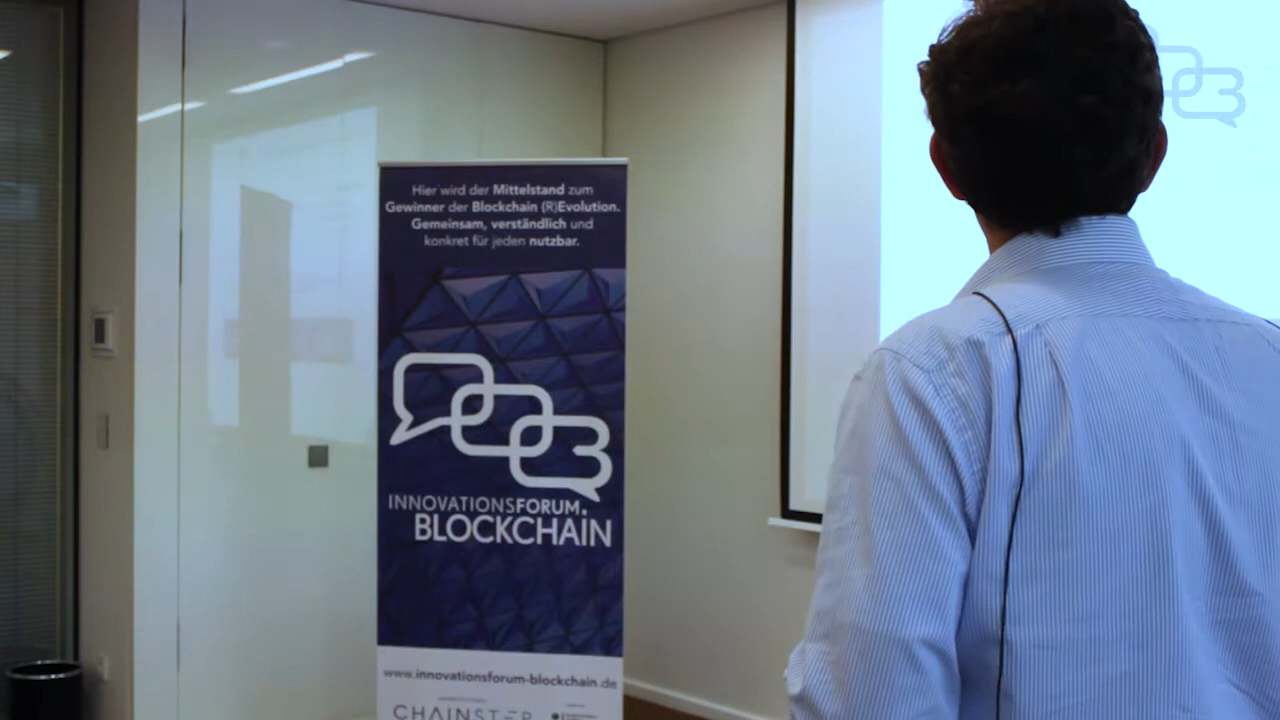 Hier wird der Mittelstand zum
Gewinner der Blockchain (R)Evolution.
Gemeinsam, verständlich und
konkret für jeden nutzbar.
INNOVATIONSFORUM.
BLOCKCHAIN
www.innovationsforum-blockchain.de
CHAINSTEP